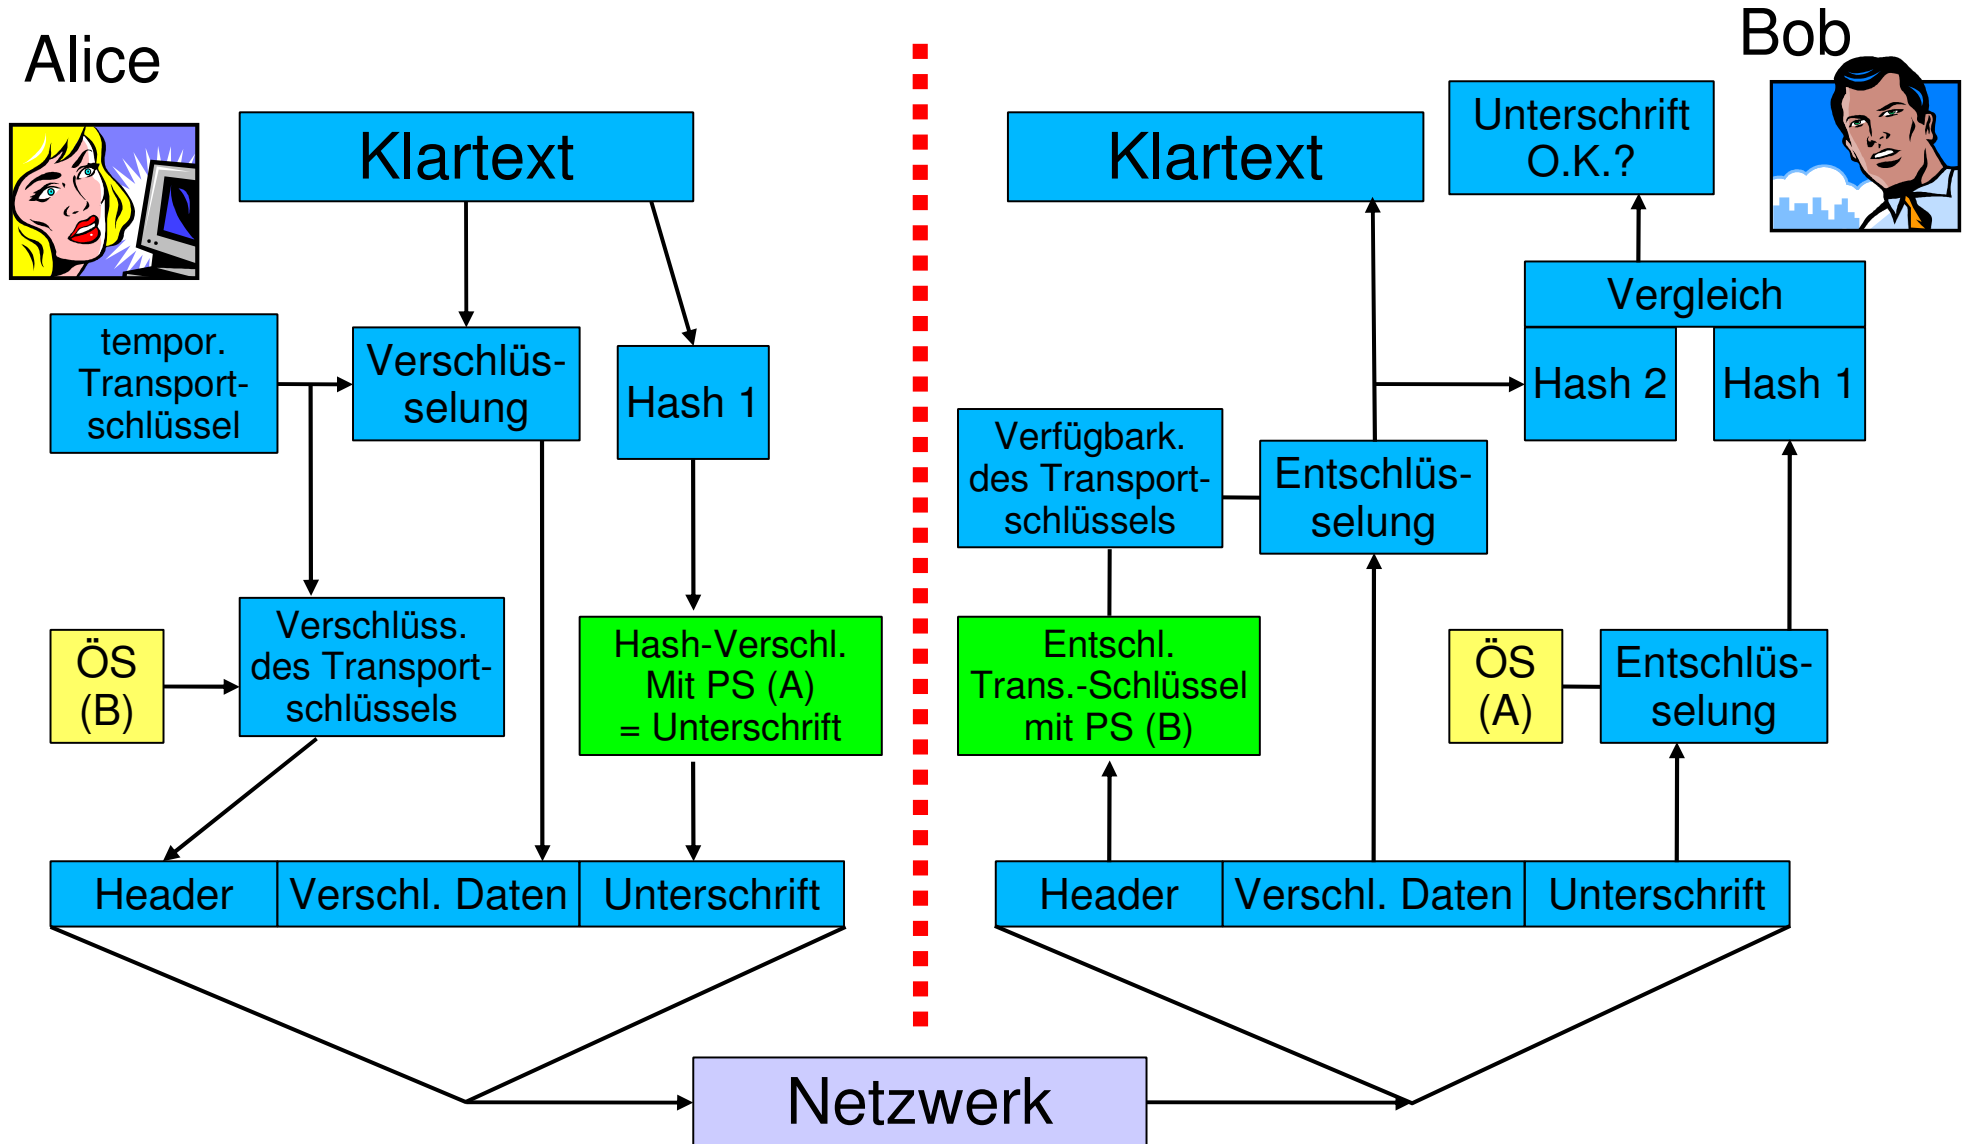 Alice
Klartext
tempor.
Transport-
schlüssel
Verschlüs-
selung
Hash 1
ÖS
(B)
Verschlüss.
des Transport-
schlüssels
Hash-Verschl.
Mit PS (A)
= Unterschrift
Header
Verschl. Daten
Unterschrift
Bob
Klartext
Unterschrift
O.K.?
Vergleich
Hash 2
Hash 1
Verfügbark.
des Transport-
schlüssels
Entschlüs-
selung
Entschl.
Trans.-Schlüssel
mit PS (B)
ÖS
(A)
Entschlüs-
selung
Header
Verschl. Daten
Unterschrift
Netzwerk